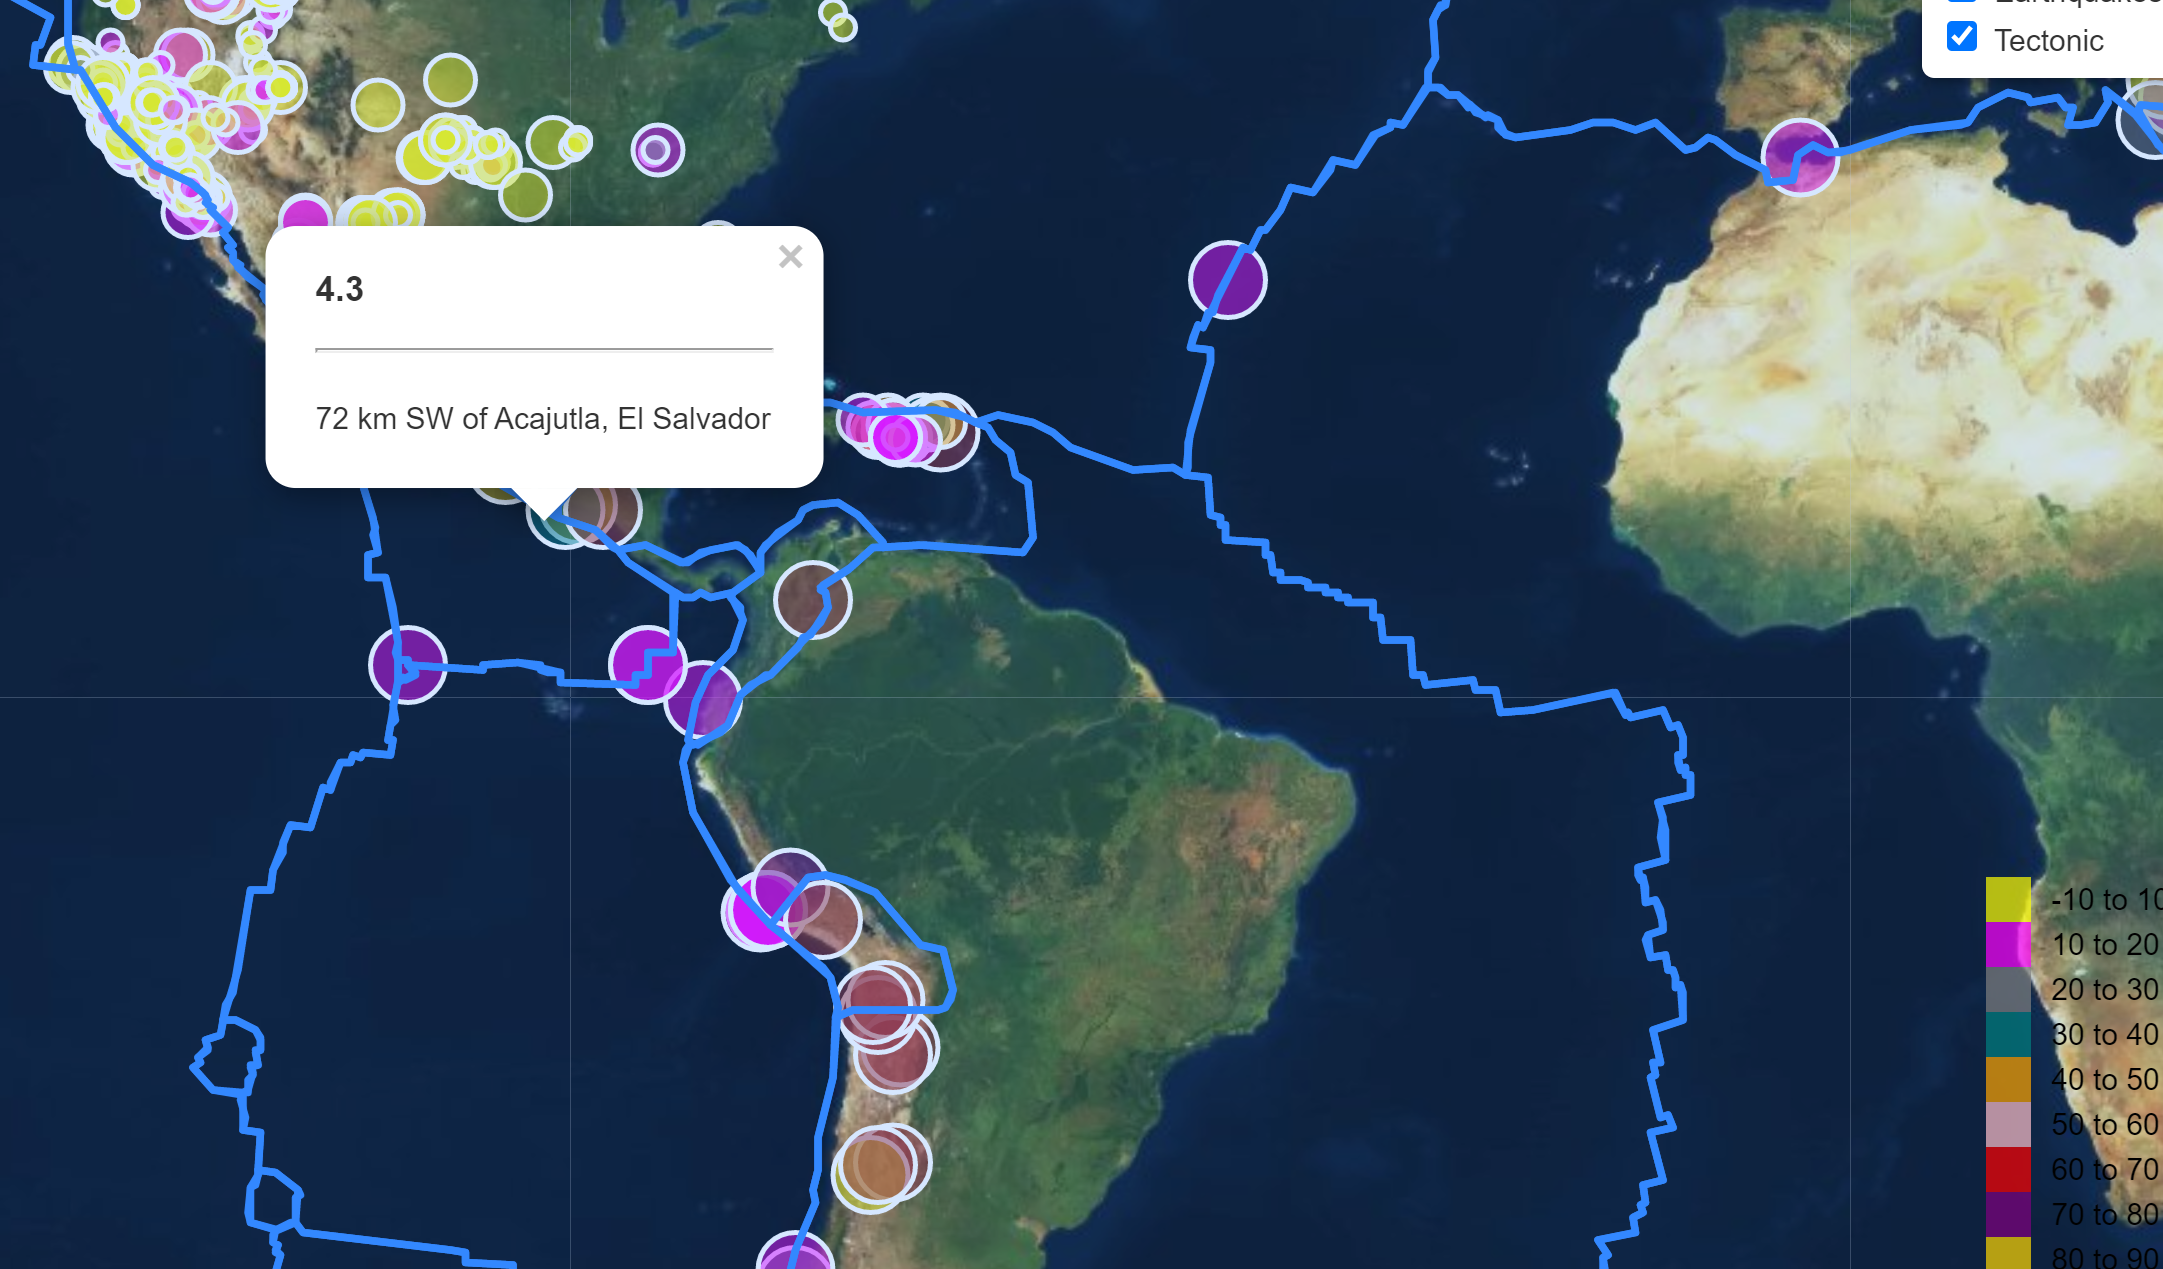 Earthquakes
Tectonic
×
4.3
72 km SW of Acajutla, El Salvador
-10 to 10
10 to 20
20 to 30
30 to 40
40 to 50
50 to 60
60 to 70
70 to 80
80 to 90